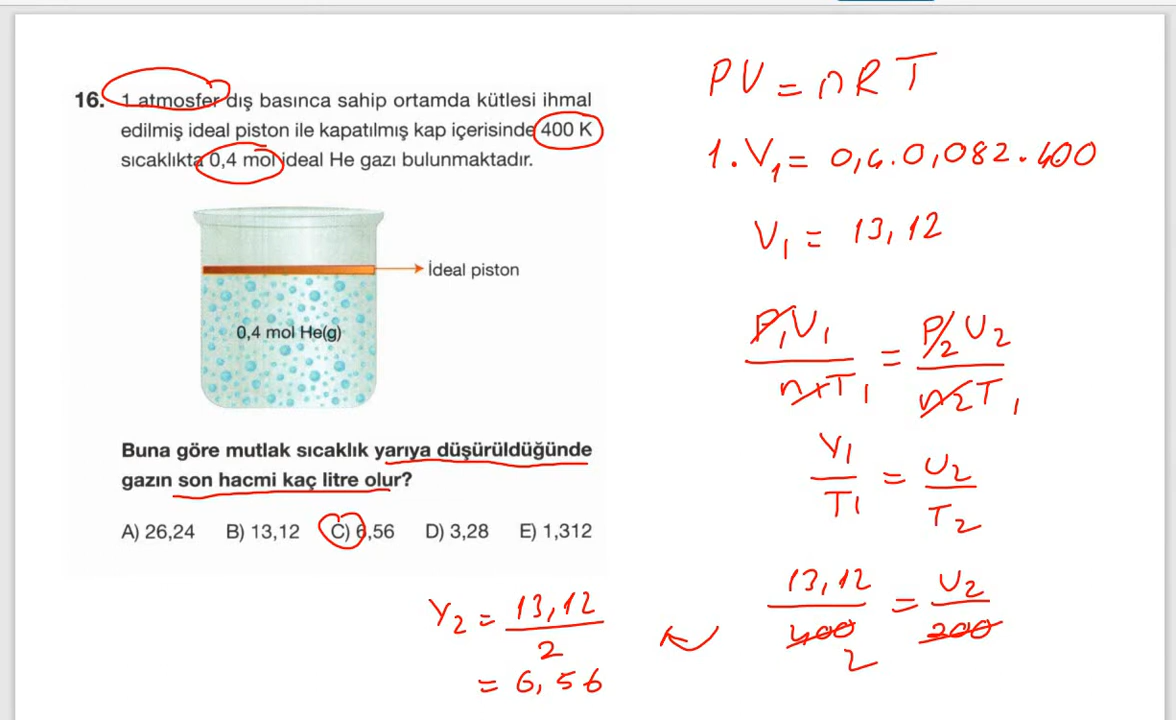 16. 1 atmosfer dış basınca sahip ortamda kütlesi ihmal
edilmiş ideal piston ile kapatılmış kap içerisinde 400 K
sıcaklıkta 0,4 mol ideal He gazı bulunmaktadır.
İdeal piston
0,4 mol He(g)
Buna göre mutlak sıcaklık yarıya düşürüldüğünde
gazın son hacmi kaç litre olur?
A) 26,24 B) 13,12 C) 6,56 D) 3,28 E) 1,312
PV = nRT
1.V₁ = 0,4.0,082.400
V₁ = 13,12
P₁V₁ / n₁T₁ = P₂V₂ / n₂T₁
V₁ / T₁ = V₂ / T₂
13,12 / 400 = V₂ / 200
2
V₂ = 13,12 / 2
= 6,56